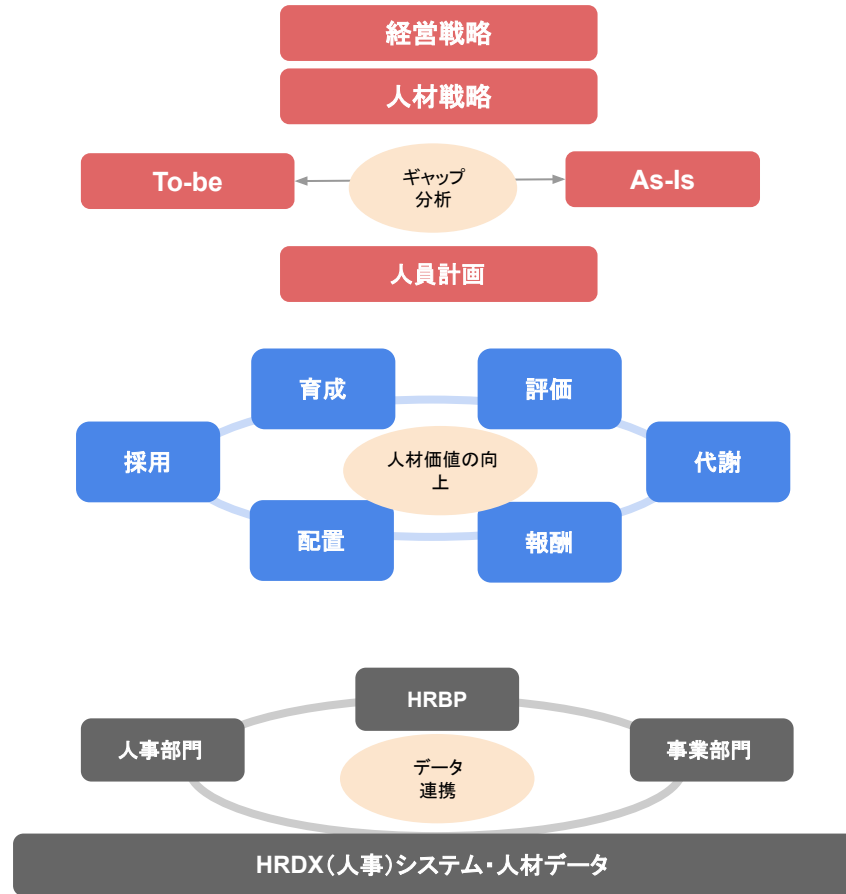 経営戦略
人材戦略
To-be
ギャップ
分析
As-Is
人員計画
育成
評価
採用
人材価値の向
上
代謝
配置
報酬
HRBP
人事部門
事業部門
データ
連携
HRDX(人事)システム・人材データ